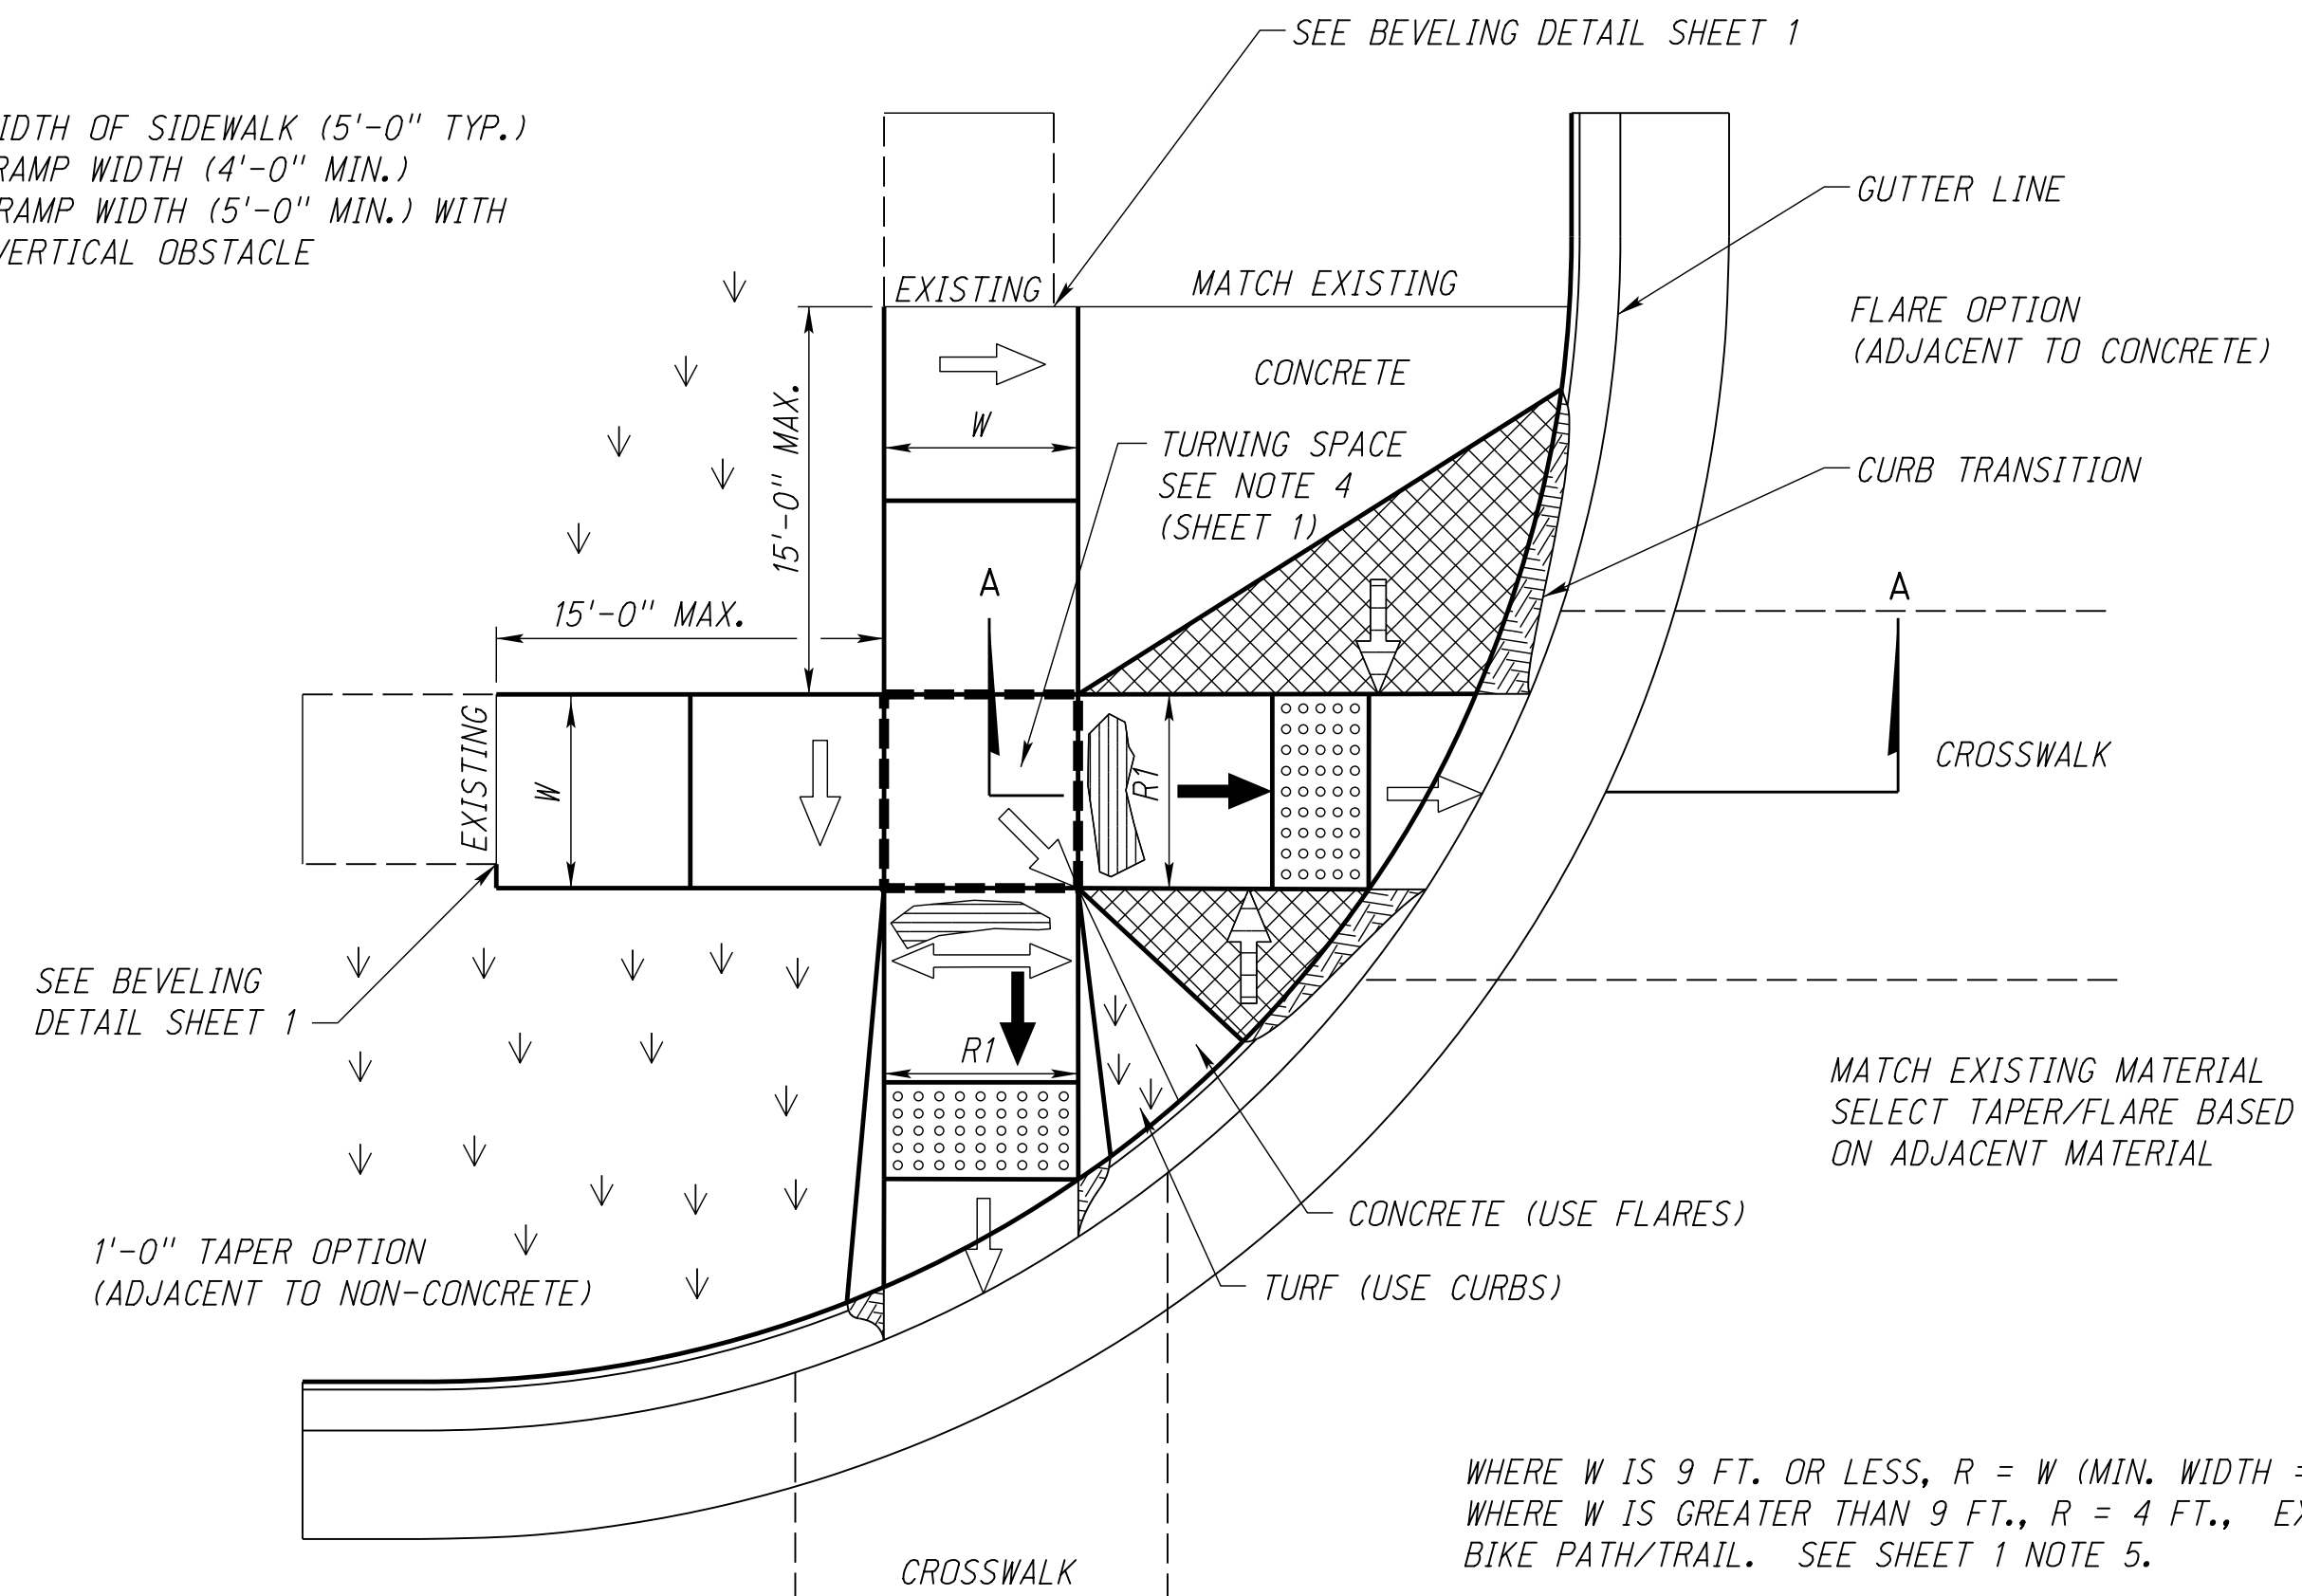 SEE BEVELING DETAIL SHEET 1
OF SIDEWALK (5'-0" TYP.)
RAMP WIDTH (4'-0" MIN.)
RAMP WIDTH (5'-0" MIN.) WITH
VERTICAL OBSTACLE
GUTTER LINE
EXISTING
MATCH EXISTING
FLARE OPTION
(ADJACENT TO CONCRETE)
CONCRETE
W
15'-0" MAX.
TURNING SPACE
SEE NOTE 4
(SHEET 1)
CURB TRANSITION
A
A
15'-0" MAX.
EXISTING
W
R1
CROSSWALK
SEE BEVELING
DETAIL SHEET 1
R1
MATCH EXISTING MATERIAL
SELECT TAPER/FLARE BASED
ON ADJACENT MATERIAL
CONCRETE (USE FLARES)
1'-0" TAPER OPTION
(ADJACENT TO NON-CONCRETE)
TURF (USE CURBS)
WHERE W IS 9 FT. OR LESS, R = W (MIN. WIDTH =
WHERE W IS GREATER THAN 9 FT., R = 4 FT.,
BIKE PATH/TRAIL. SEE SHEET 1 NOTE 5.
CROSSWALK